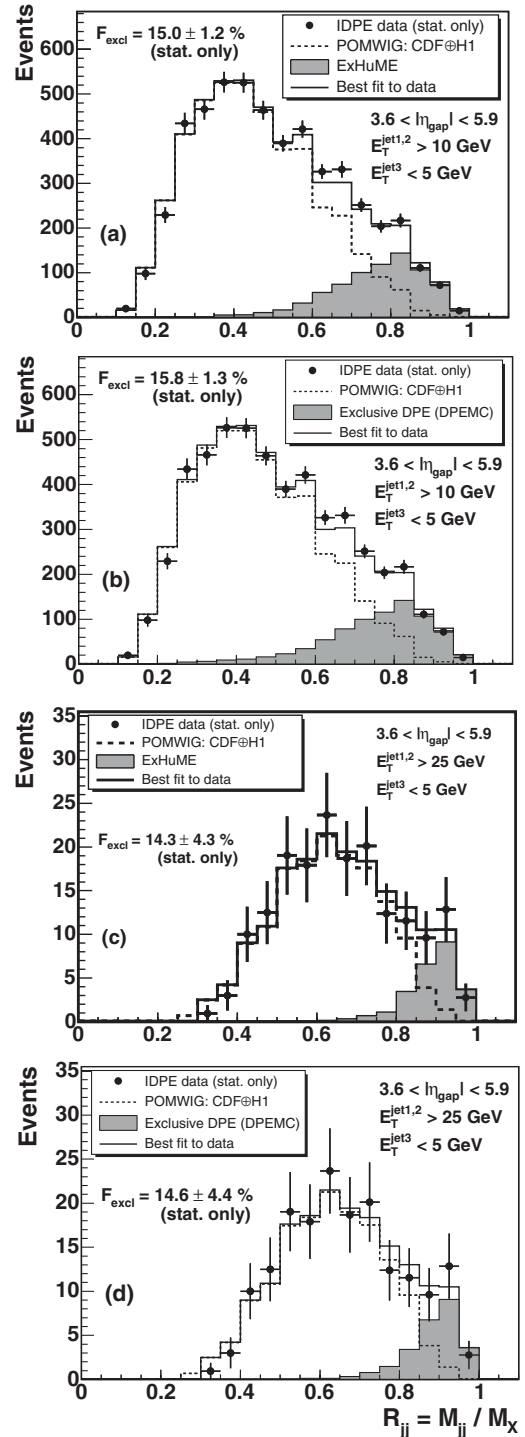 Events
600
500
400
300
200
100
0
F_excl = 15.0 ± 1.2 %
(stat. only)
IDPE data (stat. only)
POMWIG: CDF⊕H1
ExHuME
Best fit to data
3.6 < |η_gap| < 5.9
E_T^jet1,2 > 10 GeV
E_T^jet3 < 5 GeV
(a)
0 0.2 0.4 0.6 0.8 1
Events
600
500
400
300
200
100
0
F_excl = 15.8 ± 1.3 %
(stat. only)
IDPE data (stat. only)
POMWIG: CDF⊕H1
Exclusive DPE (DPEMC)
Best fit to data
3.6 < |η_gap| < 5.9
E_T^jet1,2 > 10 GeV
E_T^jet3 < 5 GeV
(b)
0 0.2 0.4 0.6 0.8 1
Events
35
30
25
20
15
10
5
0
IDPE data (stat. only)
POMWIG: CDF⊕H1
ExHuME
Best fit to data
3.6 < |η_gap| < 5.9
E_T^jet1,2 > 25 GeV
E_T^jet3 < 5 GeV
F_excl = 14.3 ± 4.3 %
(stat. only)
(c)
0 0.2 0.4 0.6 0.8 1
Events
35
30
25
20
15
10
5
0
IDPE data (stat. only)
POMWIG: CDF⊕H1
Exclusive DPE (DPEMC)
Best fit to data
3.6 < |η_gap| < 5.9
E_T^jet1,2 > 25 GeV
E_T^jet3 < 5 GeV
F_excl = 14.6 ± 4.4 %
(stat. only)
(d)
0 0.2 0.4 0.6 0.8 1
R_jj = M_jj / M_X